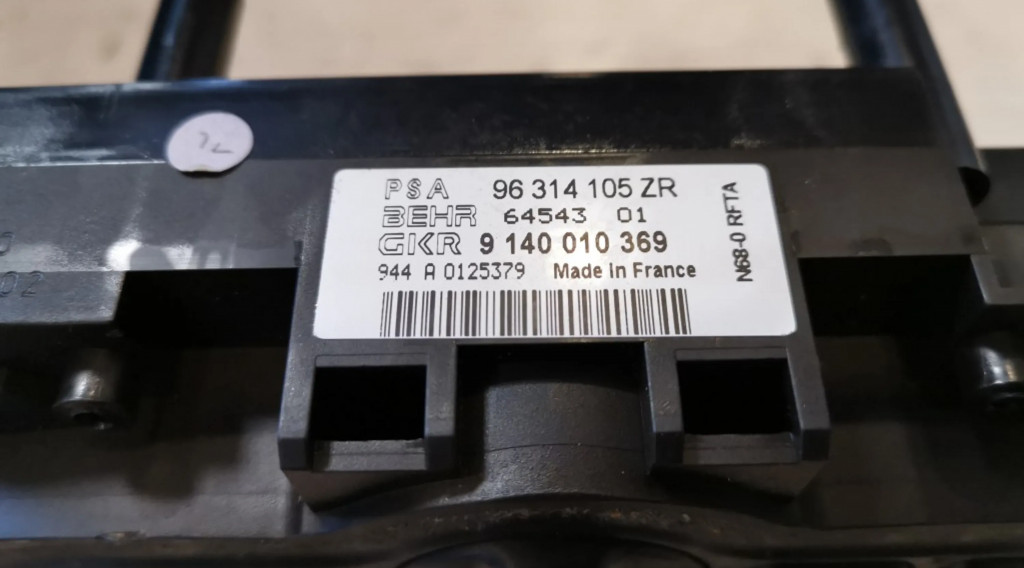 PSA 96 314 105 ZR
BEHR 64543 01
GKR 9 140 010 369
944 A 0125379 Made in France
N68-0 RFTA
02